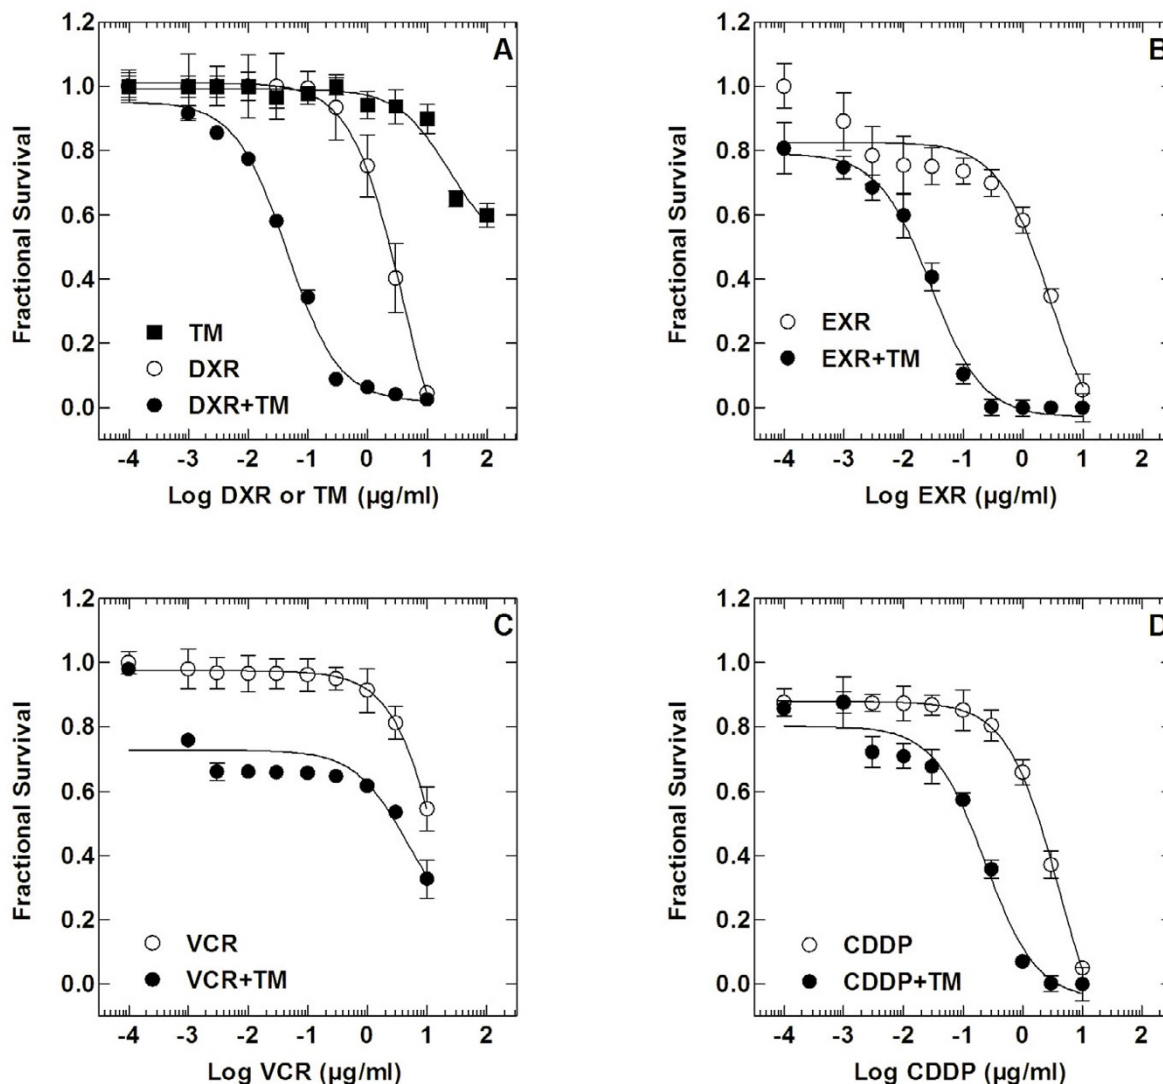 A
1.2
1.0
0.8
0.6
0.4
0.2
0.0
Fractional Survival
TM
DXR
DXR+TM
-4 -3 -2 -1 0 1 2
Log DXR or TM (µg/ml)
B
1.2
1.0
0.8
0.6
0.4
0.2
0.0
Fractional Survival
EXR
EXR+TM
-4 -3 -2 -1 0 1 2
Log EXR (µg/ml)
C
1.2
1.0
0.8
0.6
0.4
0.2
0.0
Fractional Survival
VCR
VCR+TM
-4 -3 -2 -1 0 1 2
Log VCR (µg/ml)
D
1.2
1.0
0.8
0.6
0.4
0.2
0.0
Fractional Survival
CDDP
CDDP+TM
-4 -3 -2 -1 0 1 2
Log CDDP (µg/ml)